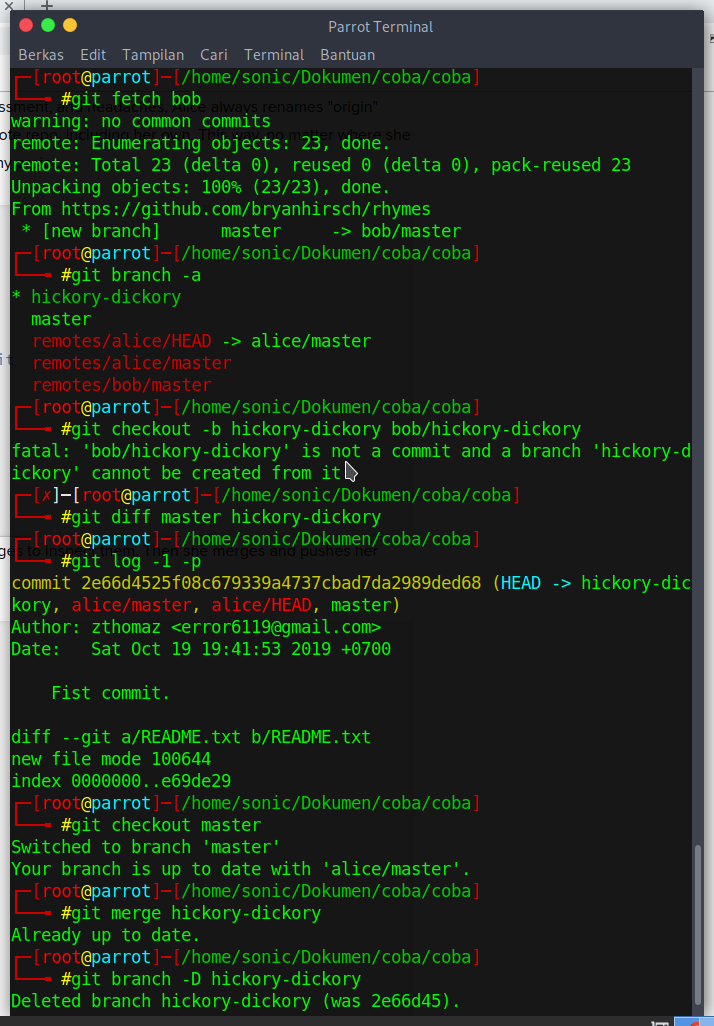 Parrot Terminal
Berkas Edit Tampilan Cari Terminal Bantuan
┌─[root@parrot]─[/home/sonic/Dokumen/coba/coba]
└──╼ #git fetch bob
warning: no common commits
remote: Enumerating objects: 23, done.
remote: Total 23 (delta 0), reused 0 (delta 0), pack-reused 23
Unpacking objects: 100% (23/23), done.
From https://github.com/bryanhirsch/rhymes
 * [new branch]      master     -> bob/master
┌─[root@parrot]─[/home/sonic/Dokumen/coba/coba]
└──╼ #git branch -a
* hickory-dickory
  master
  remotes/alice/HEAD -> alice/master
  remotes/alice/master
  remotes/bob/master
┌─[root@parrot]─[/home/sonic/Dokumen/coba/coba]
└──╼ #git checkout -b hickory-dickory bob/hickory-dickory
fatal: 'bob/hickory-dickory' is not a commit and a branch 'hickory-d
ickory' cannot be created from it
┌─[✗]─[root@parrot]─[/home/sonic/Dokumen/coba/coba]
└──╼ #git diff master hickory-dickory
┌─[root@parrot]─[/home/sonic/Dokumen/coba/coba]
└──╼ #git log -1 -p
commit 2e66d4525f08c679339a4737cbad7da2989ded68 (HEAD -> hickory-dic
kory, alice/master, alice/HEAD, master)
Author: zthomaz <error6119@gmail.com>
Date:   Sat Oct 19 19:41:53 2019 +0700

    Fist commit.

diff --git a/README.txt b/README.txt
new file mode 100644
index 0000000..e69de29
┌─[root@parrot]─[/home/sonic/Dokumen/coba/coba]
└──╼ #git checkout master
Switched to branch 'master'
Your branch is up to date with 'alice/master'.
┌─[root@parrot]─[/home/sonic/Dokumen/coba/coba]
└──╼ #git merge hickory-dickory
Already up to date.
┌─[root@parrot]─[/home/sonic/Dokumen/coba/coba]
└──╼ #git branch -D hickory-dickory
Deleted branch hickory-dickory (was 2e66d45).